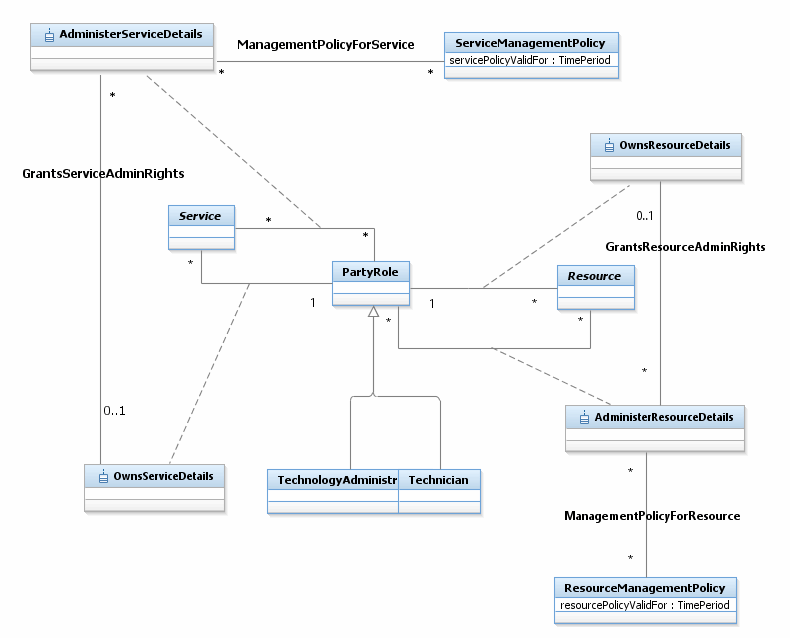 AdministerServiceDetails
ManagementPolicyForService
ServiceManagementPolicy
servicePolicyValidFor : TimePeriod
*
*
*
OwnsResourceDetails
GrantsServiceAdminRights
Service
*
*
0..1
GrantsResourceAdminRights
*
PartyRole
Resource
1
1
*
*
*
*
0..1
AdministerResourceDetails
OwnsServiceDetails
TechnologyAdministr
Technician
*
ManagementPolicyForResource
*
ResourceManagementPolicy
resourcePolicyValidFor : TimePeriod